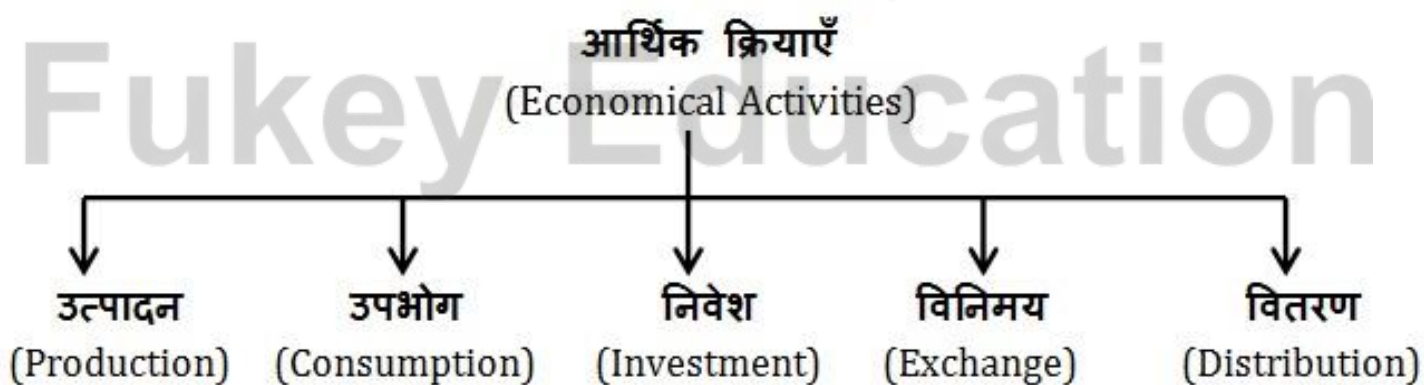 आर्थिक क्रियाएँ
Fukey Education
(Economical Activities)
उत्पादन उपभोग निवेश विनिमय वितरण
(Production) (Consumption) (Investment) (Exchange) (Distribution)